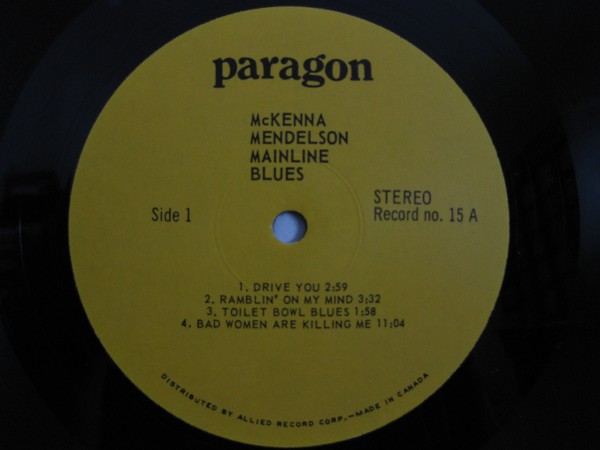 paragon
McKENNA
MENDELSON
MAINLINE
BLUES
Side 1
STEREO
Record no. 15 A
1. DRIVE YOU 2:59
2. RAMBLIN' ON MY MIND 3:32
3. TOILET BOWL BLUES 1:58
4. BAD WOMEN ARE KILLING ME 11:04
DISTRIBUTED BY ALLIED RECORD CORP.—MADE IN CANADA